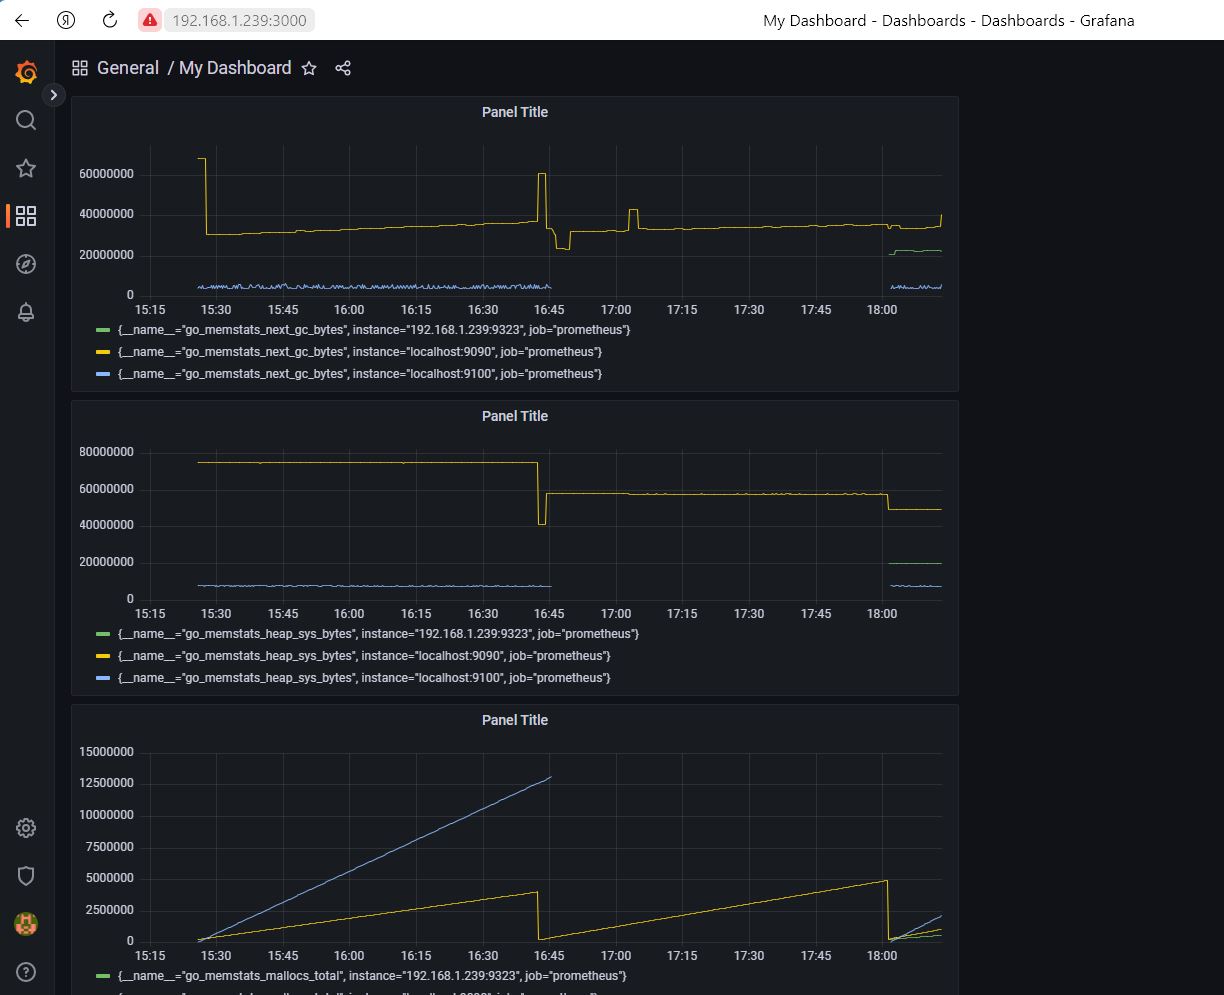 Я 192.168.1.239:3000 My Dashboard - Dashboards - Dashboards - Grafana
General / My Dashboard
Panel Title
60000000
40000000
20000000
0
15:15 15:30 15:45 16:00 16:15 16:30 16:45 17:00 17:15 17:30 17:45 18:00
{__name__="go_memstats_next_gc_bytes", instance="192.168.1.239:9323", job="prometheus"}
{__name__="go_memstats_next_gc_bytes", instance="localhost:9090", job="prometheus"}
{__name__="go_memstats_next_gc_bytes", instance="localhost:9100", job="prometheus"}
Panel Title
80000000
60000000
40000000
20000000
0
15:15 15:30 15:45 16:00 16:15 16:30 16:45 17:00 17:15 17:30 17:45 18:00
{__name__="go_memstats_heap_sys_bytes", instance="192.168.1.239:9323", job="prometheus"}
{__name__="go_memstats_heap_sys_bytes", instance="localhost:9090", job="prometheus"}
{__name__="go_memstats_heap_sys_bytes", instance="localhost:9100", job="prometheus"}
Panel Title
15000000
12500000
10000000
7500000
5000000
2500000
0
15:15 15:30 15:45 16:00 16:15 16:30 16:45 17:00 17:15 17:30 17:45 18:00
{__name__="go_memstats_mallocs_total", instance="192.168.1.239:9323", job="prometheus"}